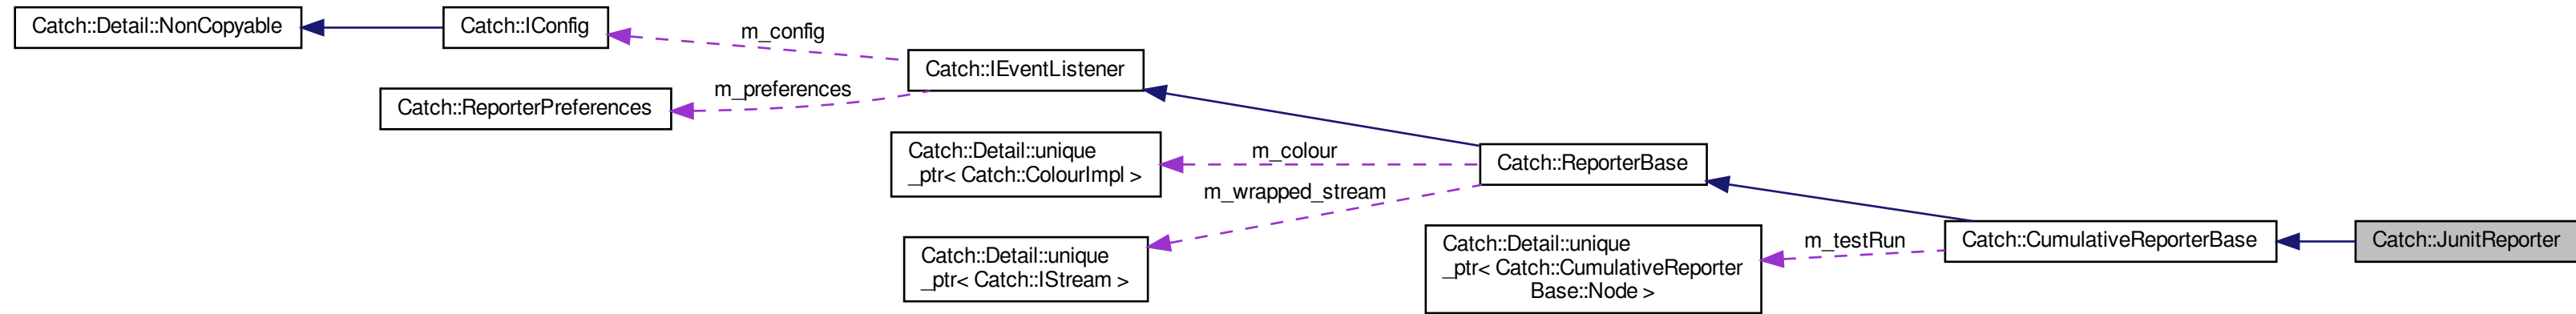 Catch::Detail::NonCopyable
Catch::IConfig
m_config
Catch::IEventListener
m_preferences
Catch::ReporterPreferences
Catch::Detail::unique
_ptr< Catch::ColourImpl >
m_colour
Catch::ReporterBase
m_wrapped_stream
Catch::Detail::unique
_ptr< Catch::IStream >
Catch::Detail::unique
_ptr< Catch::CumulativeReporter
Base::Node >
m_testRun
Catch::CumulativeReporterBase
Catch::JunitReporter